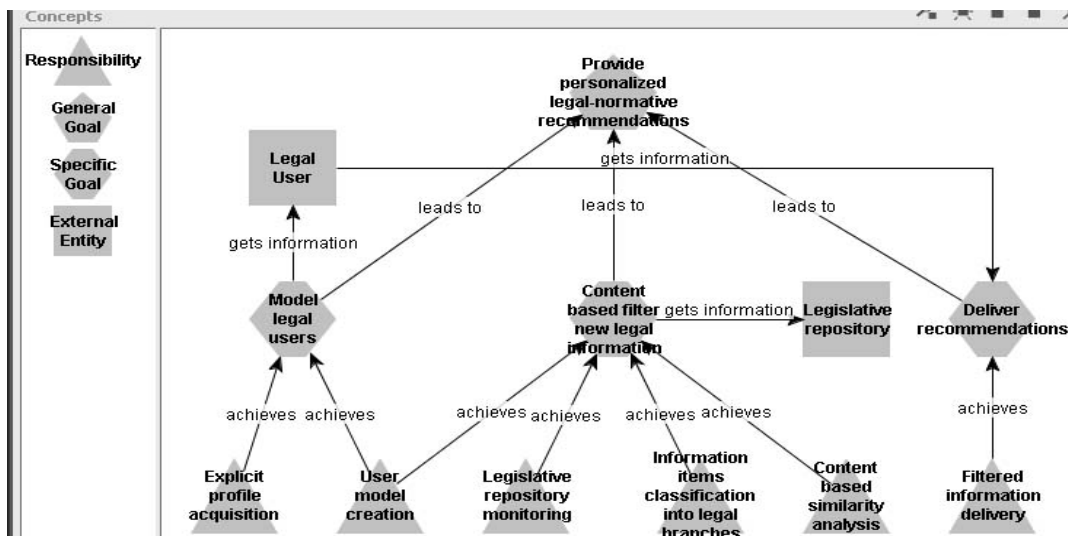 Concepts
Responsibility
General
Goal
Specific
Goal
External
Entity
Provide
personalized
legal-normative
recommendations
gets information
Legal
User
leads to
leads to
leads to
gets information
Model
legal
users
Content
based filter
new legal
information
gets information
Legislative
repository
Deliver
recommendations
achieves
achieves
achieves
achieves
achieves
achieves
achieves
Explicit
profile
acquisition
User
model
creation
Legislative
repository
monitoring
Information
items
classification
into legal
branches
Content
based
similarity
analysis
Filtered
information
delivery